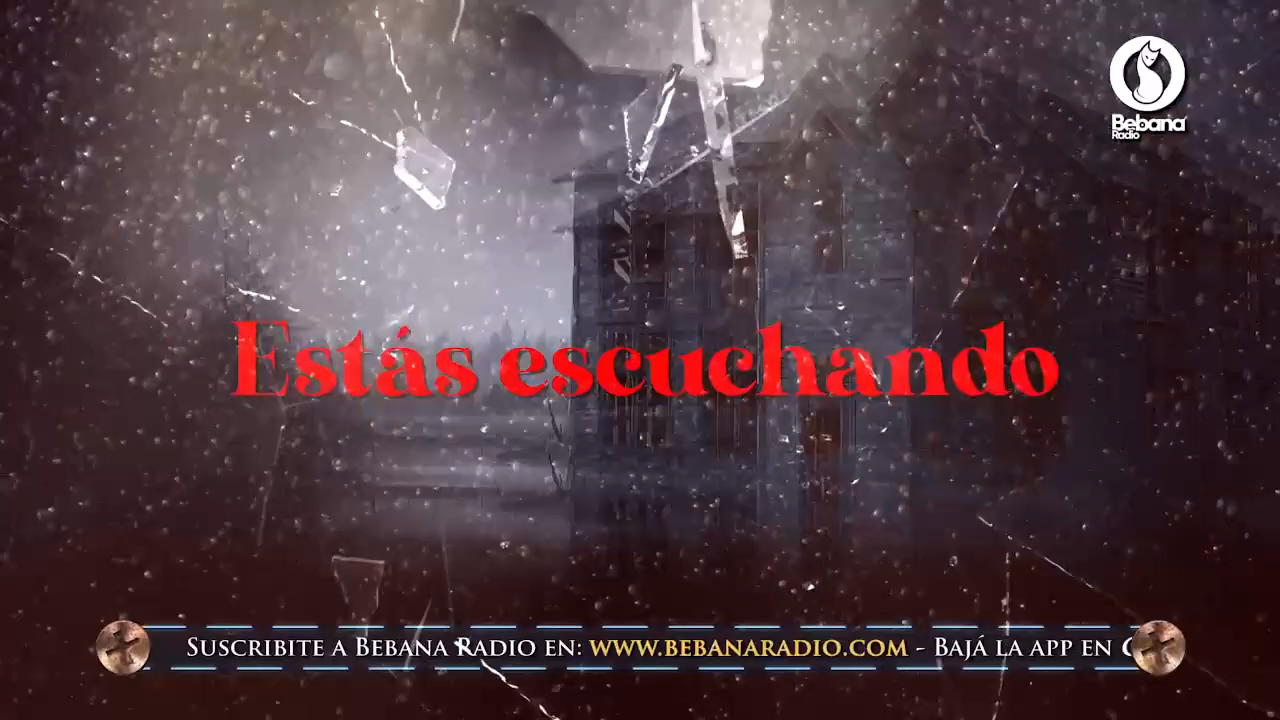 Bebana
Radio
Estás escuchando
SUSCRIBITE A BEBANA RADIO EN: WWW.BEBANARADIO.COM - BAJÁ LA APP EN